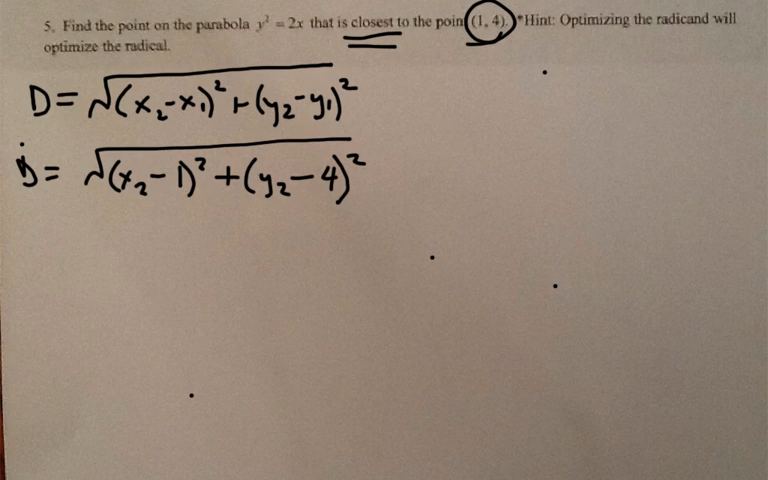 5. Find the point on the parabola y² = 2x that is closest to the poin (1, 4). *Hint: Optimizing the radicand will
optimize the radical.
D = √(x₂-x₁)² + (y₂-y₁)²
D = √(x₂-1)² + (y₂-4)²